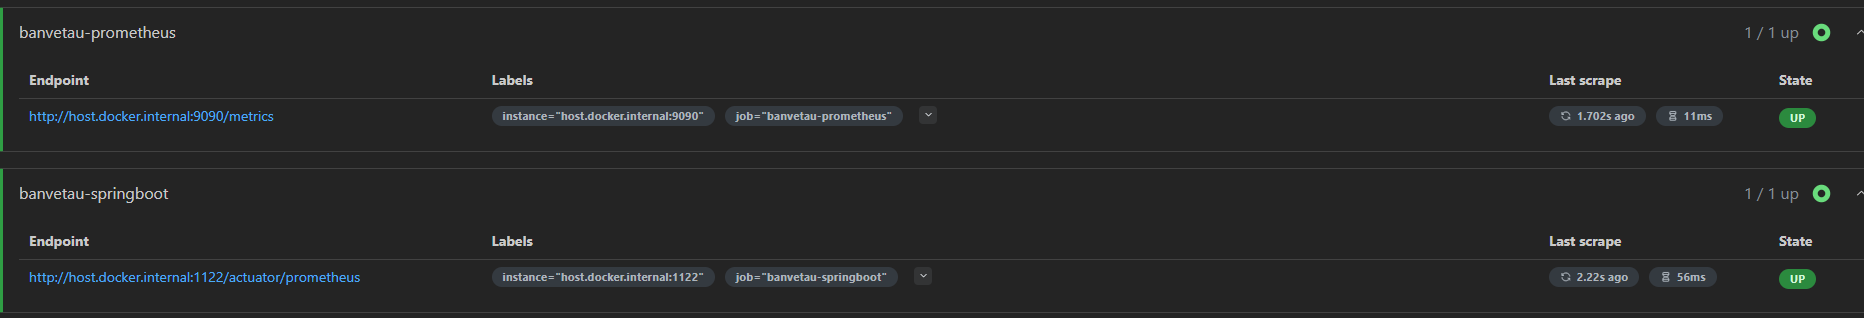 banvetau-prometheus 1 / 1 up
Endpoint Labels Last scrape State
http://host.docker.internal:9090/metrics instance="host.docker.internal:9090" job="banvetau-prometheus" 1.702s ago 11ms UP
banvetau-springboot 1 / 1 up
Endpoint Labels Last scrape State
http://host.docker.internal:1122/actuator/prometheus instance="host.docker.internal:1122" job="banvetau-springboot" 2.22s ago 56ms UP